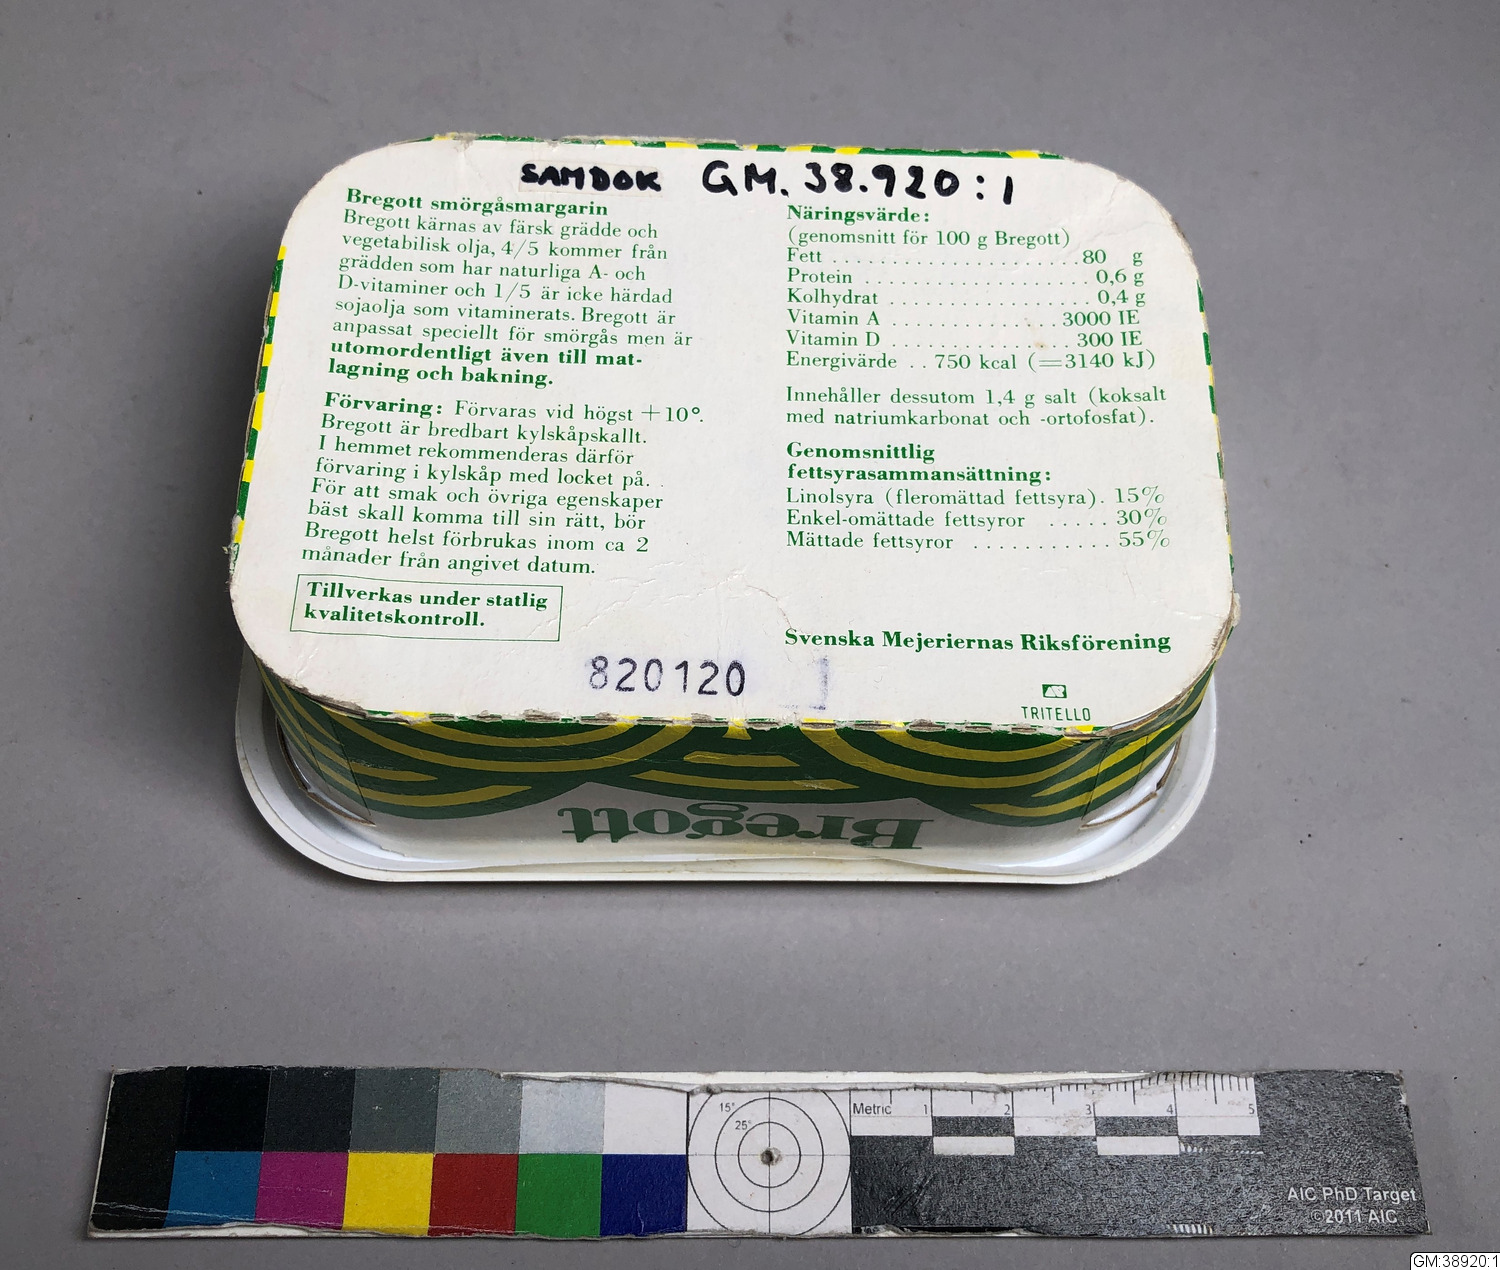 SAMDOK GM. 38.920:1
Bregott smörgåsmargarin
Bregott kärnas av färsk grädde och
vegetabilisk olja, 4/5 kommer från
grädden som har naturliga A- och
D-vitaminer och 1/5 är icke härdad
sojaolja som vitaminerats. Bregott är
anpassat speciellt för smörgås men är
utomordentligt även till mat-
lagning och bakning.
Förvaring: Förvaras vid högst +10°.
Bregott är bredbart kylskåpskallt.
I hemmet rekommenderas därför
förvaring i kylskåp med locket på.
För att smak och övriga egenskaper
bäst skall komma till sin rätt, bör
Bregott helst förbrukas inom ca 2
månader från angivet datum.
Tillverkas under statlig
kvalitetskontroll.
Näringsvärde:
(genomsnitt för 100 g Bregott)
Fett . . . . . . . . . . . . . . . . . . . . . 80 g
Protein . . . . . . . . . . . . . . . . . . 0,6 g
Kolhydrat . . . . . . . . . . . . . . . . 0,4 g
Vitamin A . . . . . . . . . . . . . . 3000 IE
Vitamin D . . . . . . . . . . . . . . . 300 IE
Energivärde . . 750 kcal (=3140 kJ)
Innehåller dessutom 1,4 g salt (koksalt
med natriumkarbonat och -ortofosfat).
Genomsnittlig
fettsyrasammansättning:
Linolsyra (fleromättad fettsyra). 15%
Enkel-omättade fettsyror . . . . . 30%
Mättade fettsyror . . . . . . . . . . . 55%
Svenska Mejeriernas Riksförening
820120
TRITELLO
Bregott
15°
25°
Metric 1 2 3 4 5
AIC PhD Target
©2011 AIC
GM:38920:1